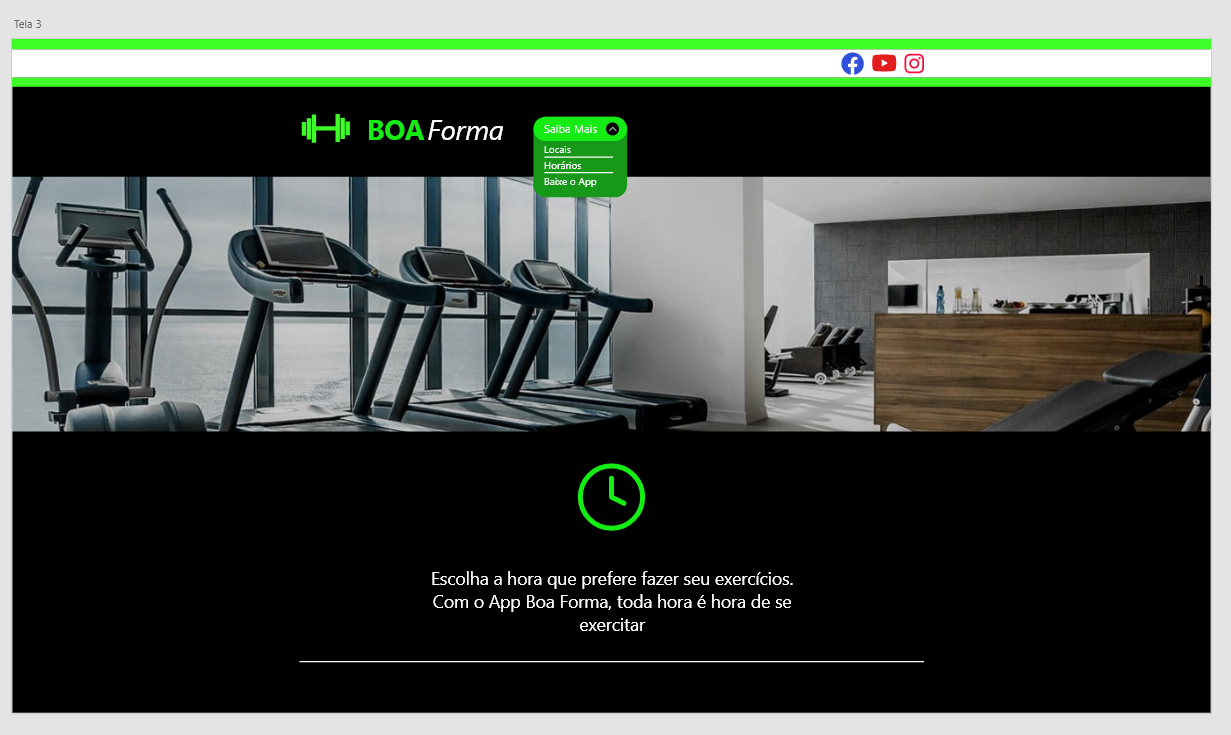 Tela 3
BOA Forma
Saiba Mais
Locais
Horários
Baixe o App
Escolha a hora que prefere fazer seu exercícios.
Com o App Boa Forma, toda hora é hora de se
exercitar